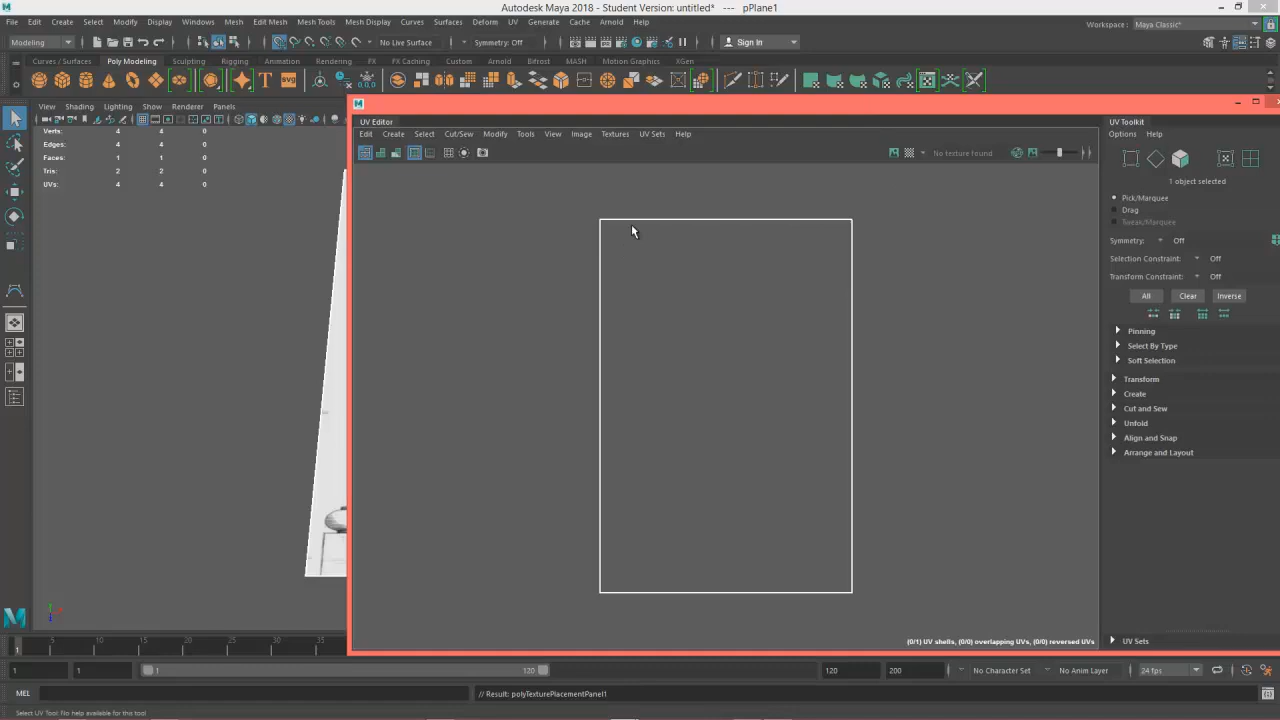 Autodesk Maya 2018 - Student Version: untitled* --- pPlane1
File Edit Create Select Modify Display Windows Mesh Edit Mesh Mesh Tools Mesh Display Curves Surfaces Deform UV Generate Cache Arnold Help
Workspace : Maya Classic*
Modeling No Live Surface Symmetry: Off Sign In
Curves / Surfaces Poly Modeling Sculpting Rigging Animation Rendering FX FX Caching Custom Arnold Bifrost MASH Motion Graphics XGen
SVG
View Shading Lighting Show Renderer Panels
Verts: 4 4 0
Edges: 4 4 0
Faces: 1 1 0
Tris: 2 2 0
UVs: 4 4 0
UV Editor
Edit Create Select Cut/Sew Modify Tools View Image Textures UV Sets Help
No texture found
(0/1) UV shells, (0/0) overlapping UVs, (0/0) reversed UVs
UV Toolkit
Options Help
1 object selected
Pick/Marquee
Drag
Tweak/Marquee
Symmetry: Off
Selection Constraint: Off
Transform Constraint: Off
All Clear Inverse
Pinning
Select By Type
Soft Selection
Transform
Create
Cut and Sew
Unfold
Align and Snap
Arrange and Layout
UV Sets
1 5 10 15 20 25 30 35
1 1 1 120 120 200 No Character Set No Anim Layer 24 fps
MEL // Result: polyTexturePlacementPanel1
Select UV Tool: No help available for this tool